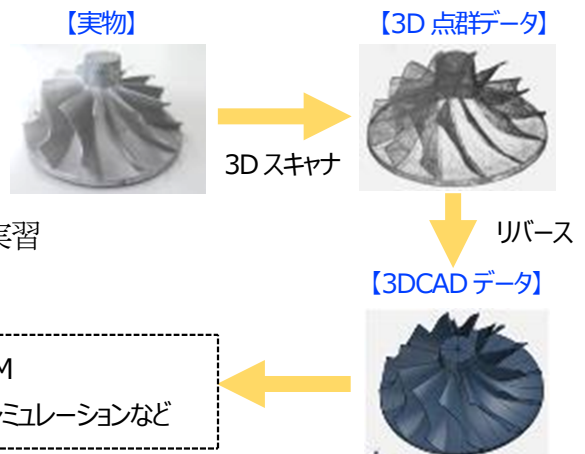 【実物】
【3D 点群データ】
3D スキャナ
実習
リバース
【3DCAD データ】
M
シミュレーションなど